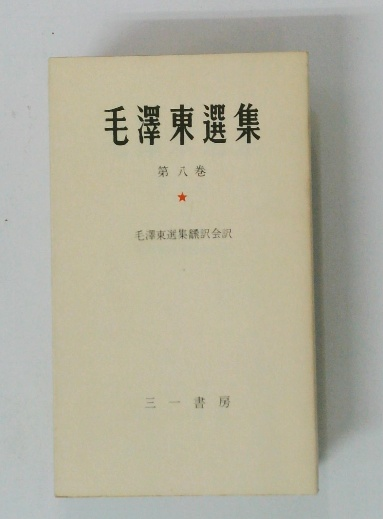 毛澤東選集
第八巻
毛澤東選集飜訳会訳
三一書房